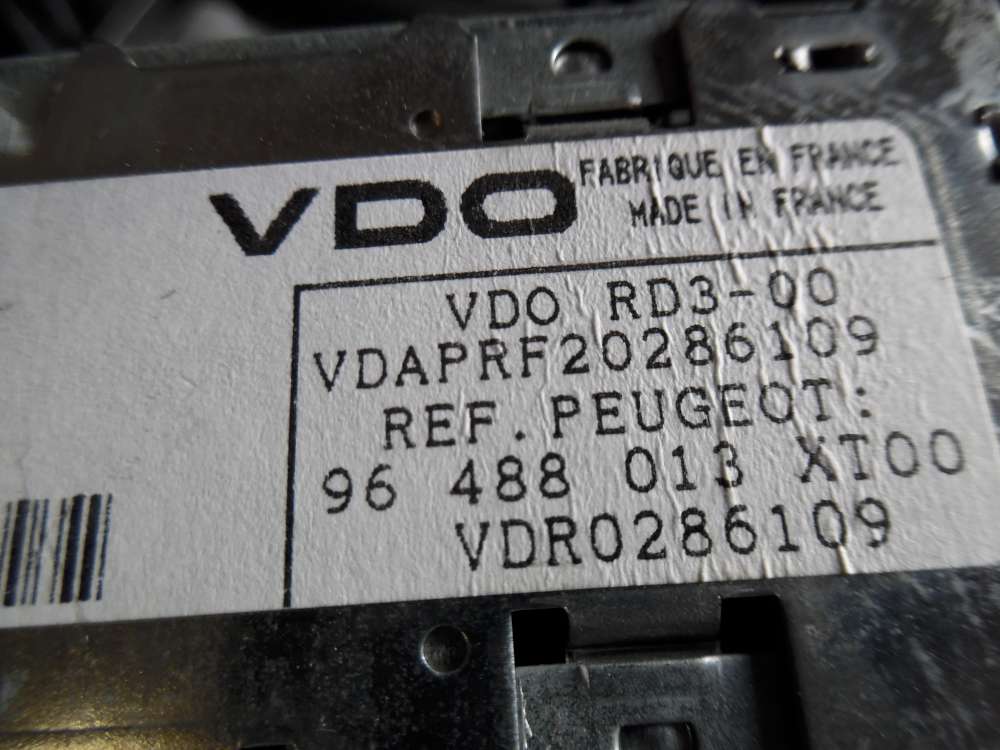 VDO
FABRIQUE EN FRANCE
MADE IN FRANCE
VDO RD3-00
VDAPRF20286109
REF. PEUGEOT:
96 488 013 XT00
VDR0286109